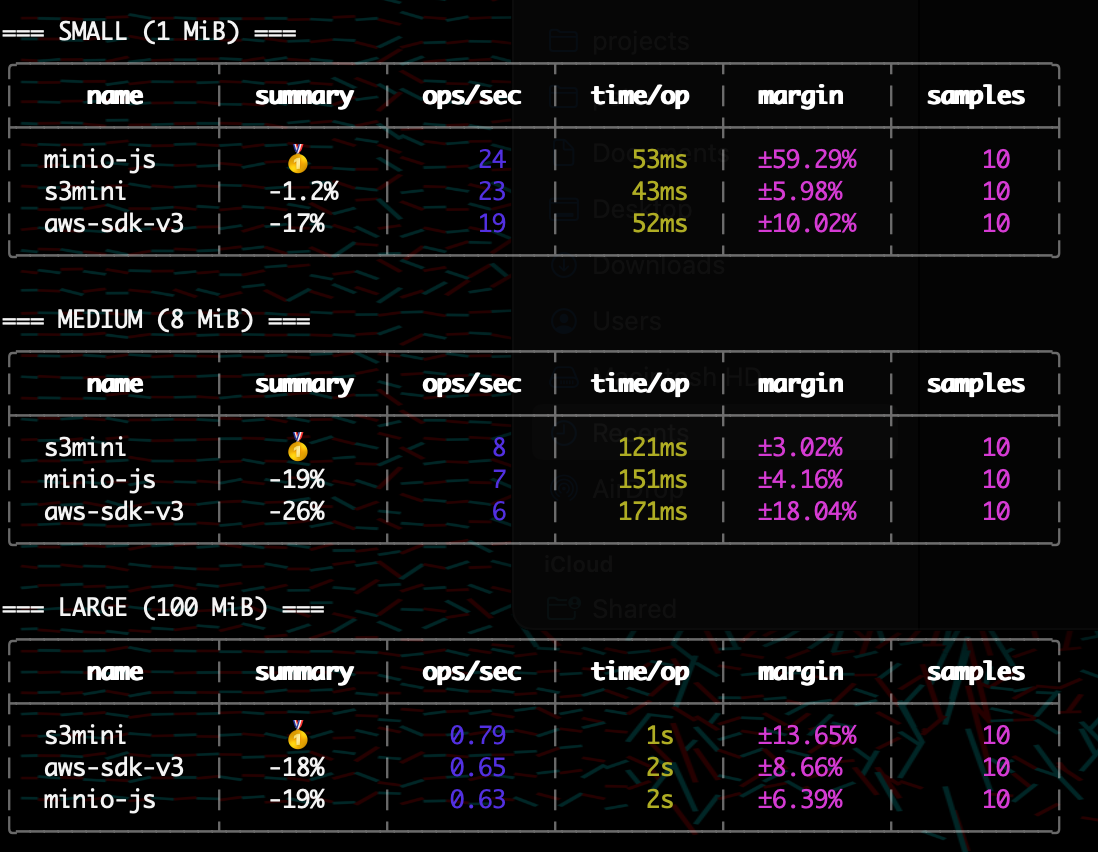 === SMALL (1 MiB) ===
projects
name summary ops/sec time/op margin samples
minio-js 🥇 24 53ms ±59.29% 10
Documents
s3mini -1.2% 23 43ms ±5.98% 10
Desktop
aws-sdk-v3 -17% 19 52ms ±10.02% 10
Downloads
=== MEDIUM (8 MiB) ===
Users
name summary ops/sec time/op margin samples
Macintosh HD
s3mini 🥇 8 121ms ±3.02% 10
Recents
minio-js -19% 7 151ms ±4.16% 10
AirDrop
aws-sdk-v3 -26% 6 171ms ±18.04% 10
iCloud
=== LARGE (100 MiB) ===
Shared
name summary ops/sec time/op margin samples
s3mini 🥇 0.79 1s ±13.65% 10
aws-sdk-v3 -18% 0.65 2s ±8.66% 10
minio-js -19% 0.63 2s ±6.39% 10